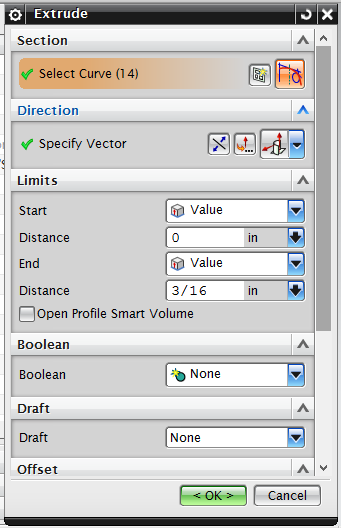 Extrude
Section
Select Curve (14)
Direction
Specify Vector
Limits
Start Value
Distance 0 in
End Value
Distance 3/16 in
Open Profile Smart Volume
Boolean
Boolean None
Draft
Draft None
Offset
< OK > Cancel